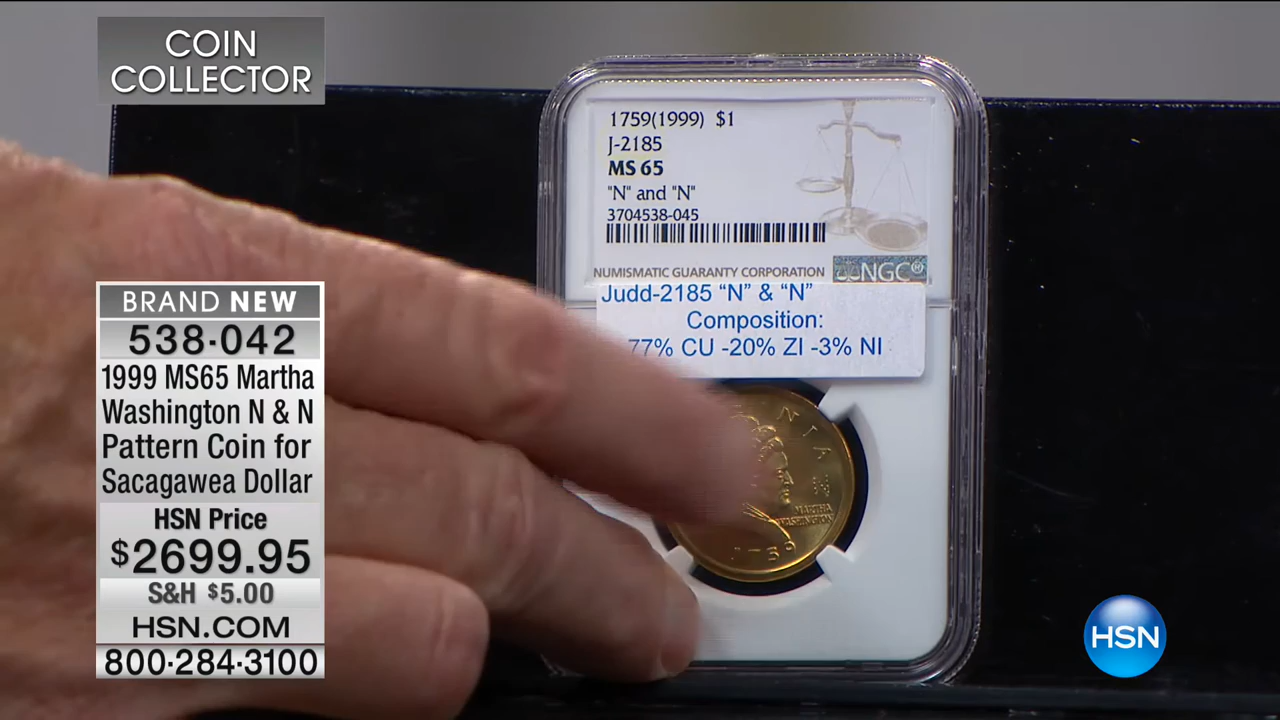 COIN
COLLECTOR
BRAND NEW
538-042
1999 MS65 Martha
Washington N & N
Pattern Coin for
Sacagawea Dollar
HSN Price
$2699.95
S&H $5.00
HSN.COM
800-284-3100
1759(1999) $1
J-2185
MS 65
"N" and "N"
3704538-045
NUMISMATIC GUARANTY CORPORATION NGC®
Judd-2185 “N” & “N”
Composition:
77% CU -20% ZI -3% NI
MARTHA
WASHINGTON
1759
HSN